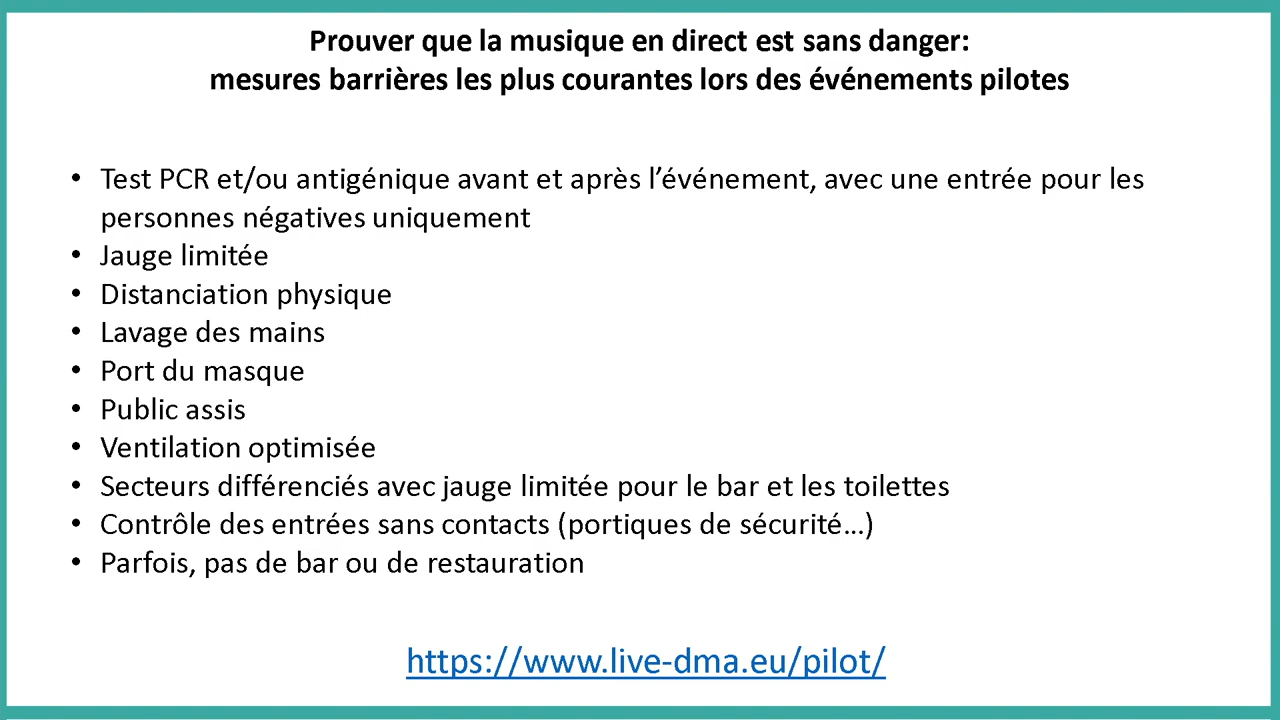 Prouver que la musique en direct est sans danger:
mesures barrières les plus courantes lors des événements pilotes
• Test PCR et/ou antigénique avant et après l’événement, avec une entrée pour les
personnes négatives uniquement
• Jauge limitée
• Distanciation physique
• Lavage des mains
• Port du masque
• Public assis
• Ventilation optimisée
• Secteurs différenciés avec jauge limitée pour le bar et les toilettes
• Contrôle des entrées sans contacts (portiques de sécurité…)
• Parfois, pas de bar ou de restauration
https://www.live-dma.eu/pilot/